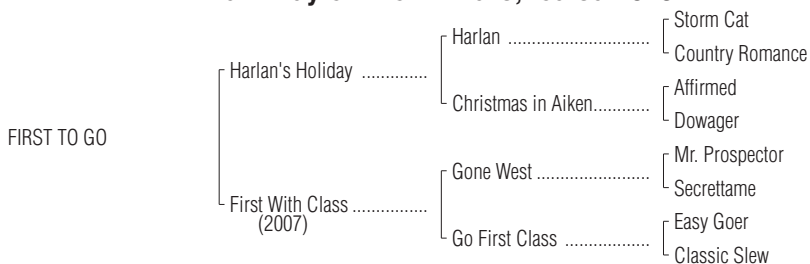 Harlan
Storm Cat
Country Romance
Harlan's Holiday
Christmas in Aiken
Affirmed
Dowager
FIRST TO GO
First With Class
(2007)
Gone West
Mr. Prospector
Secrettame
Go First Class
Easy Goer
Classic Slew